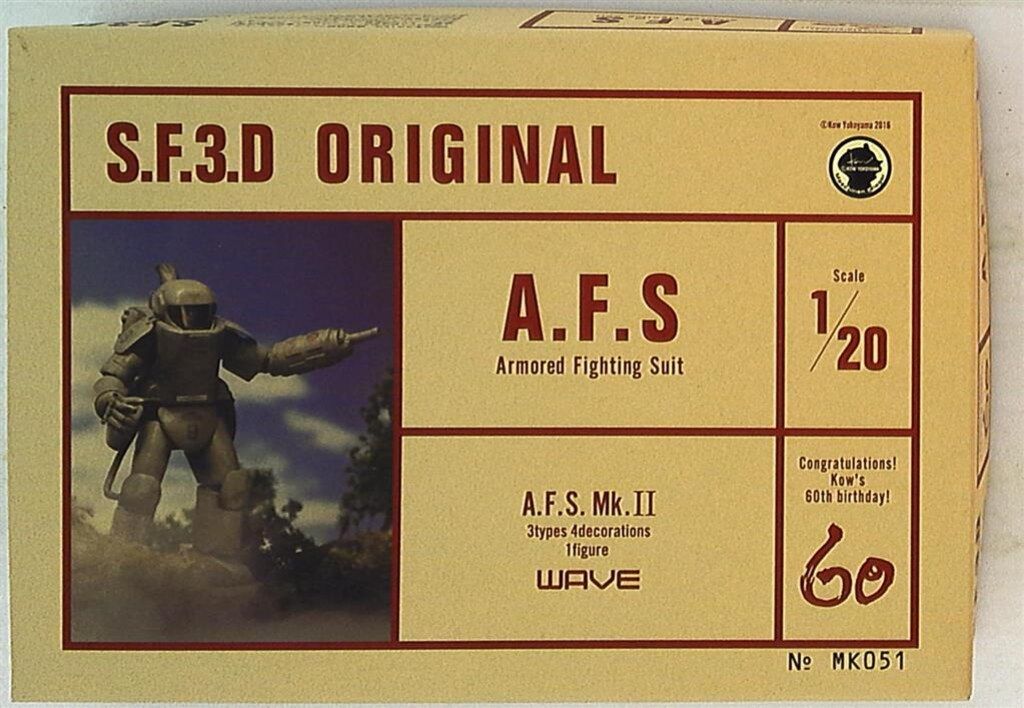 S.F.3.D ORIGINAL
©Kow Yokoyama 2016
A.F.S
Armored Fighting Suit
Scale
1/20
A.F.S. Mk.II
3types 4decorations
1figure
WAVE
Congratulations!
Kow's
60th birthday!
60
№ MK051